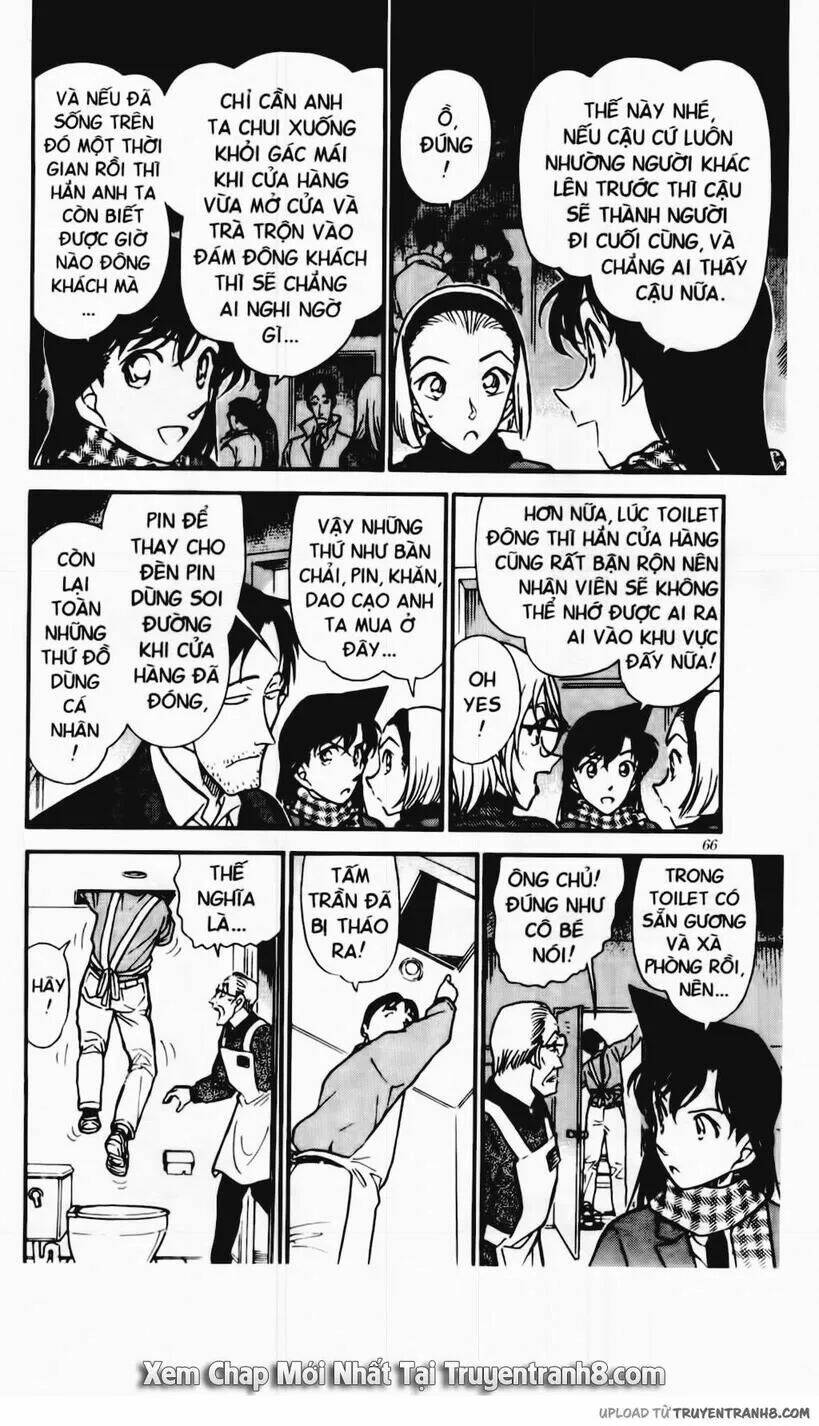 THẾ NÀY NHÉ,
NẾU CẬU CỨ LUÔN
NHƯỜNG NGƯỜI KHÁC
LÊN TRƯỚC THÌ CẬU
SẼ THÀNH NGƯỜI
ĐI CUỐI CÙNG, VÀ
CHẲNG AI THẤY
CẬU NỮA.
Ồ,
ĐÚNG
!
CHỈ CẦN ANH
TA CHUI XUỐNG
KHỎI GÁC MÁI
KHI CỬA HÀNG
VỪA MỞ CỬA VÀ
TRÀ TRỘN VÀO
ĐÁM ĐÔNG KHÁCH
THÌ SẼ CHẲNG
AI NGHI NGỜ
GÌ...
VÀ NẾU ĐÃ
SỐNG TRÊN
ĐÓ MỘT THỜI
GIAN RỒI THÌ
HẲN ANH TA
CÒN BIẾT
ĐƯỢC GIỜ
NÀO ĐÔNG
KHÁCH MÀ
...
HƠN NỮA, LÚC TOILET
ĐÔNG THÌ HẲN CỬA HÀNG
CŨNG RẤT BẬN RỘN NÊN
NHÂN VIÊN SẼ KHÔNG
THỂ NHỚ ĐƯỢC AI RA
AI VÀO KHU VỰC
ĐẤY NỮA!
OH
YES
!
VẬY NHỮNG
THỨ NHƯ BÀN
CHẢI, PIN, KHĂN,
DAO CẠO ANH
TA MUA Ở
ĐÂY...
PIN ĐỂ
THAY CHO
ĐÈN PIN
DÙNG SOI
ĐƯỜNG
KHI CỬA
HÀNG ĐÃ
ĐÓNG,
CÒN
LẠI
TOÀN
NHỮNG
THỨ ĐỒ
DÙNG CÁ
NHÂN
!
66
TRONG
TOILET CÓ
SẴN GƯƠNG
VÀ XÀ
PHÒNG RỒI,
NÊN...
ÔNG CHỦ!
ĐÚNG NHƯ
CÔ BÉ
NÓI!
TẤM
TRẦN ĐÃ
BỊ THÁO
RA!
THẾ
NGHĨA
LÀ...
HÂY
!
Xem Chap Mới Nhất Tại Truyentranh8.com
UPLOAD TỪ TRUYENTRANH8.COM